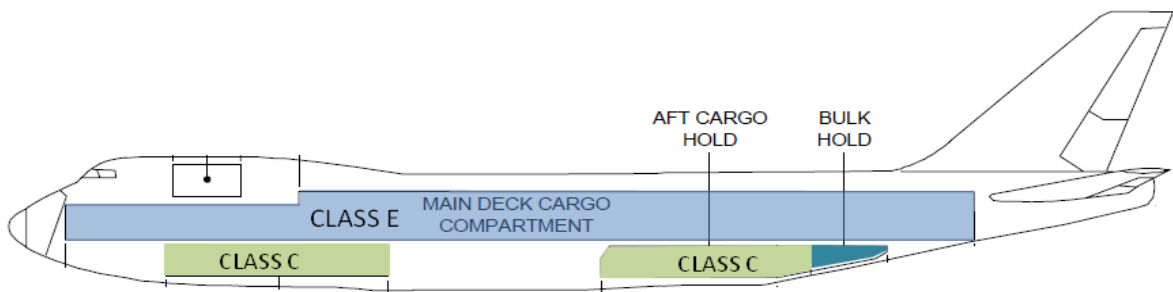 AFT CARGO
HOLD
BULK
HOLD
CLASS E
MAIN DECK CARGO
COMPARTMENT
CLASS C
CLASS C